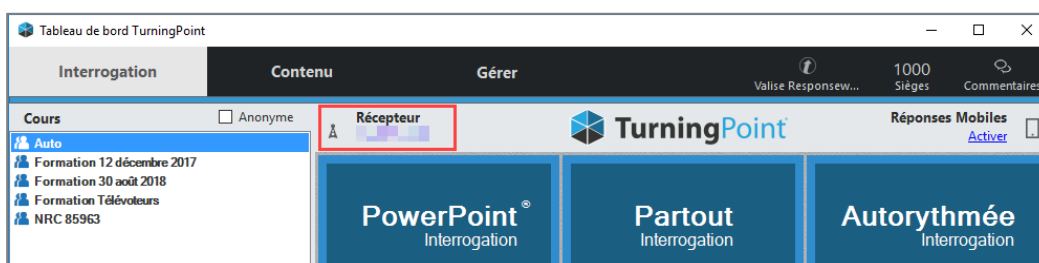 Tableau de bord TurningPoint
Interrogation Contenu Gérer Valise Responsew... 1000 Sièges Commentaires
Cours Anonyme
Auto
Formation 12 décembre 2017
Formation 30 août 2018
Formation Télévoteurs
NRC 85963
Récepteur
TurningPoint
Réponses Mobiles
Activer
PowerPoint®
Interrogation
Partout
Interrogation
Autorythmée
Interrogation